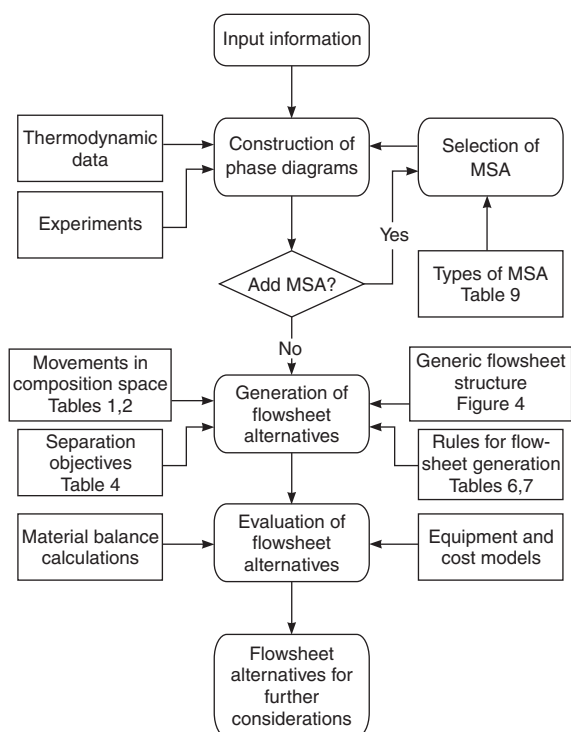 Input information
Thermodynamic
data
Construction of
phase diagrams
Selection of
MSA
Experiments
Yes
Add MSA?
Types of MSA
Table 9
No
Movements in
composition space
Tables 1,2
Generation of
flowsheet
alternatives
Generic flowsheet
structure
Figure 4
Separation
objectives
Table 4
Rules for flow-
sheet generation
Tables 6,7
Material balance
calculations
Evaluation of
flowsheet
alternatives
Equipment and
cost models
Flowsheet
alternatives for
further
considerations